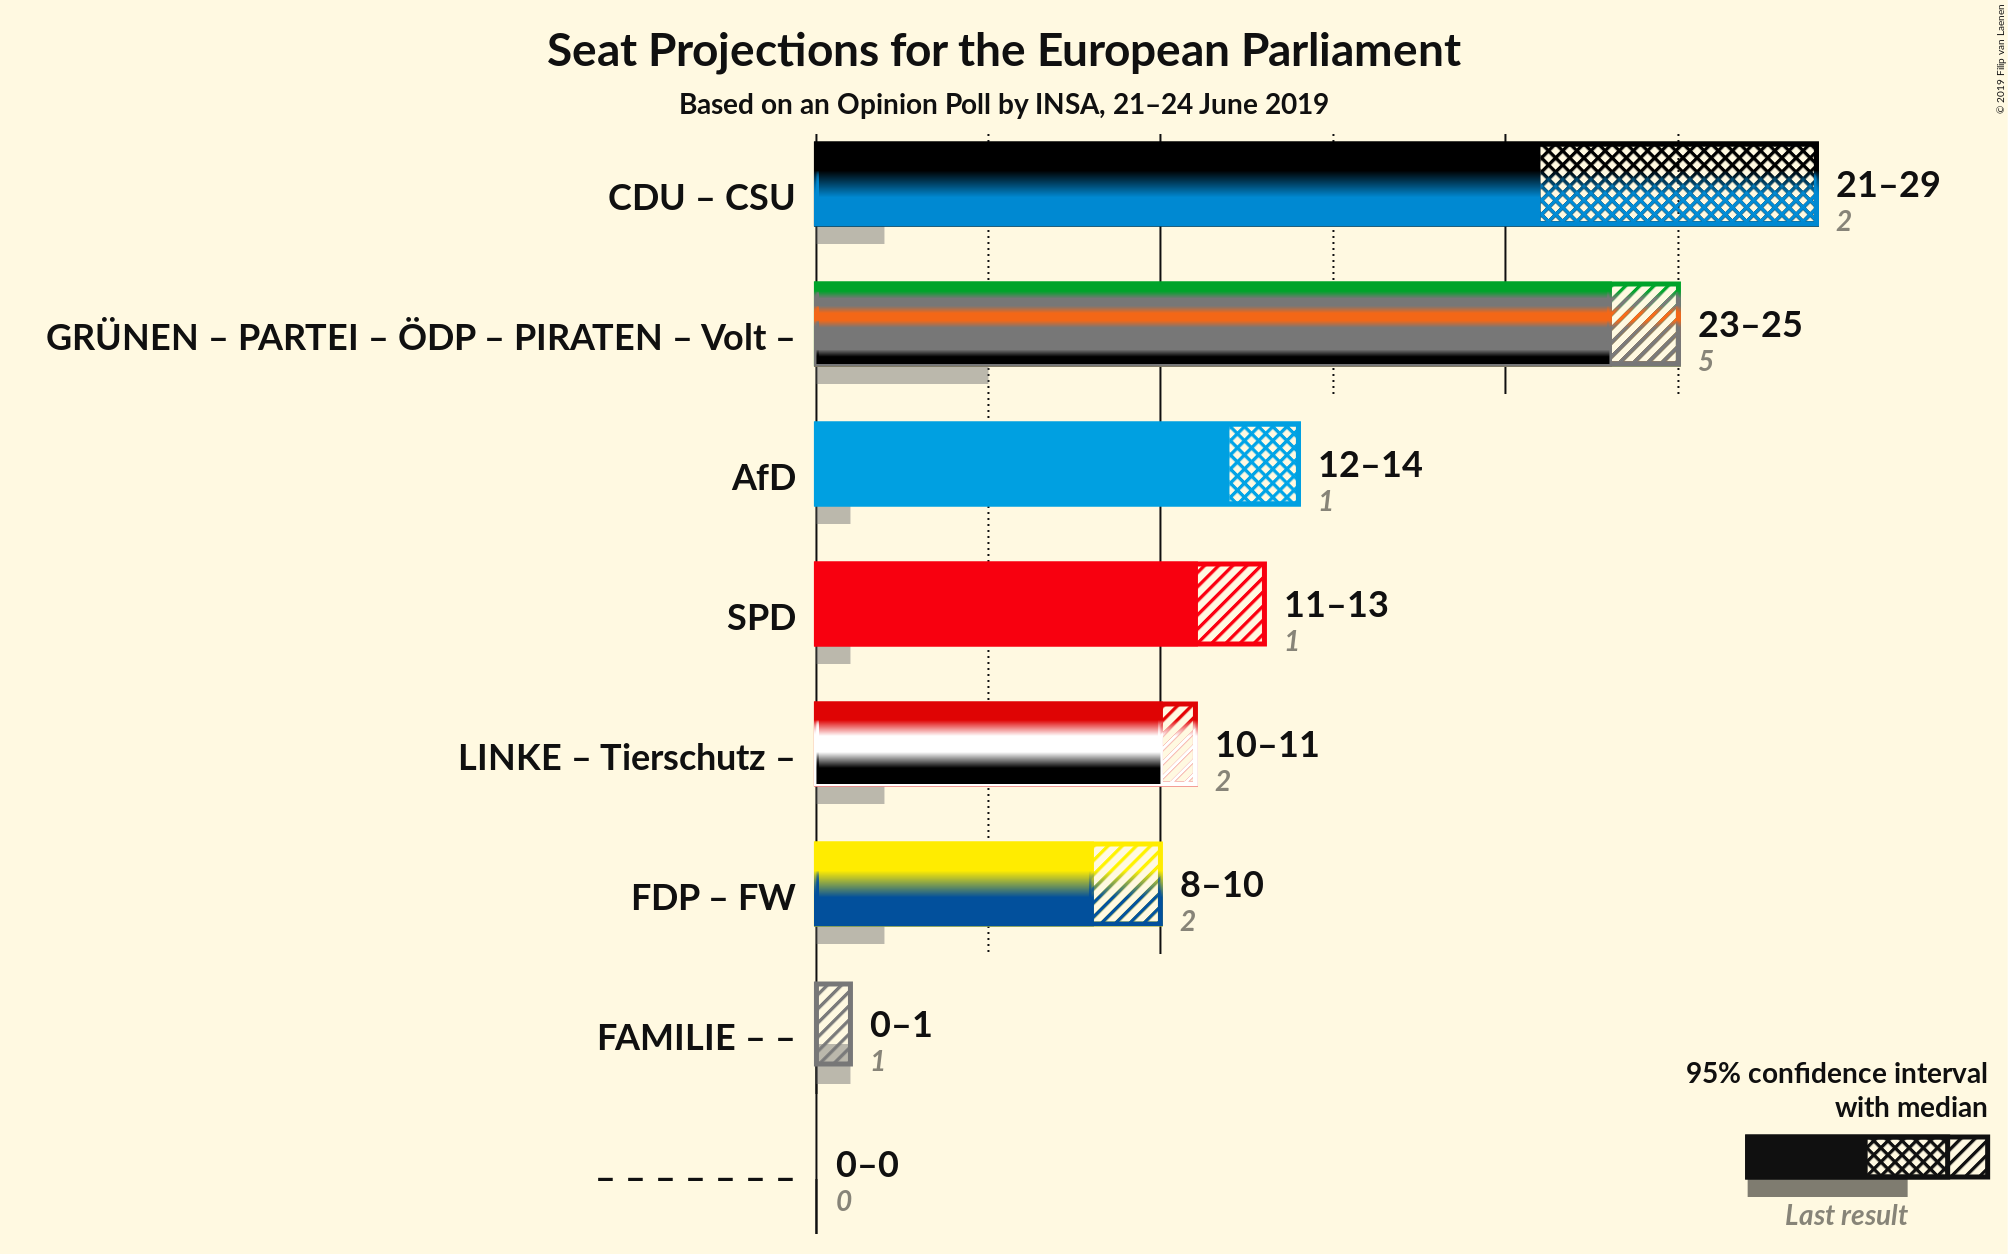 Seat Projections for the European Parliament
Based on an Opinion Poll by INSA, 21–24 June 2019
© 2019 Filip van Laenen
CDU – CSU
21–29
2
GRÜNEN – PARTEI – ÖDP – PIRATEN – Volt –
23–25
5
AfD
12–14
1
SPD
11–13
1
LINKE – Tierschutz –
10–11
2
FDP – FW
8–10
2
FAMILIE – –
0–1
1
– – – – – – –
0–0
0
95% confidence interval
with median
Last result